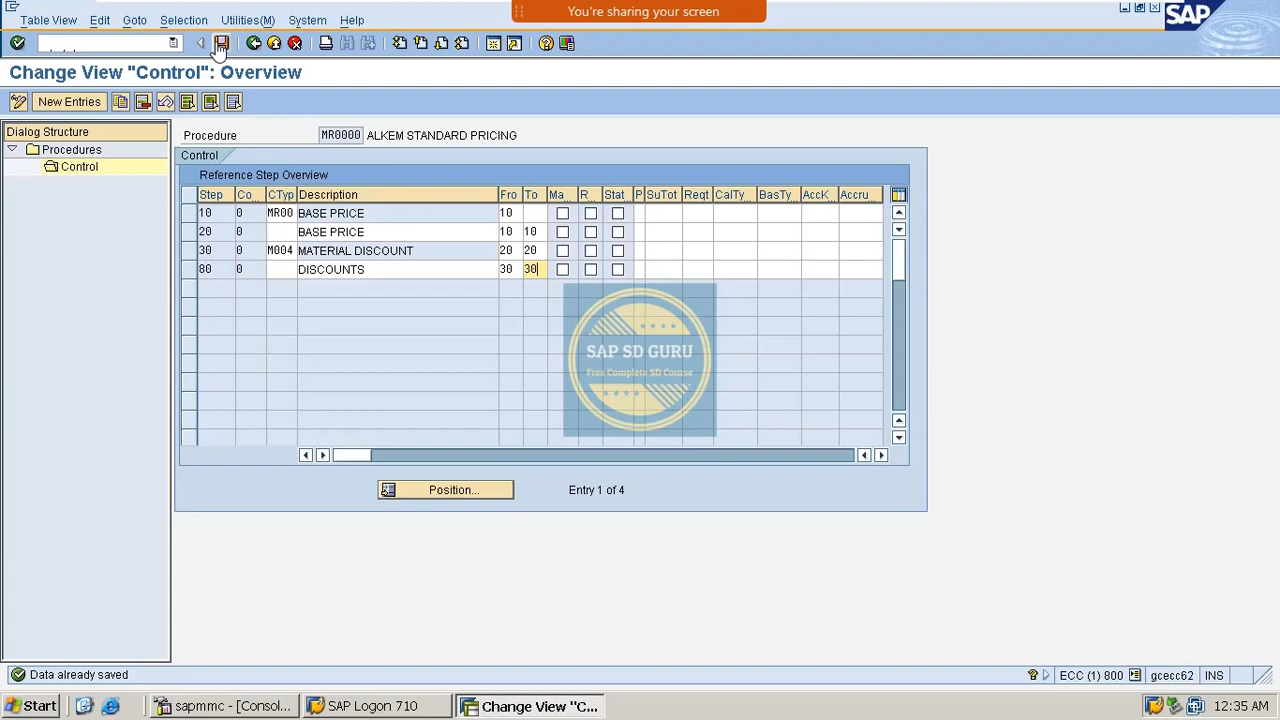 You're sharing your screen
Table View Edit Goto Selection Utilities(M) System Help
SAP
Change View "Control": Overview
New Entries
Dialog Structure
Procedures
Control
Procedure MR0000 ALKEM STANDARD PRICING
Control
Reference Step Overview
Step Co... CTyp Description Fro To Ma... R... Stat... P SuTot Reqt CalTy... BasTy... AccK... Accru...
10 0 MR00 BASE PRICE 10
20 0 BASE PRICE 10 10
30 0 M004 MATERIAL DISCOUNT 20 20
80 0 DISCOUNTS 30 30
SAP SD GURU
Free Complete SD Course
Position... Entry 1 of 4
Data already saved
ECC (1) 800 gcecc62 INS
Start sapmmc - [Consol... SAP Logon 710 Change View "C... 12:35 AM